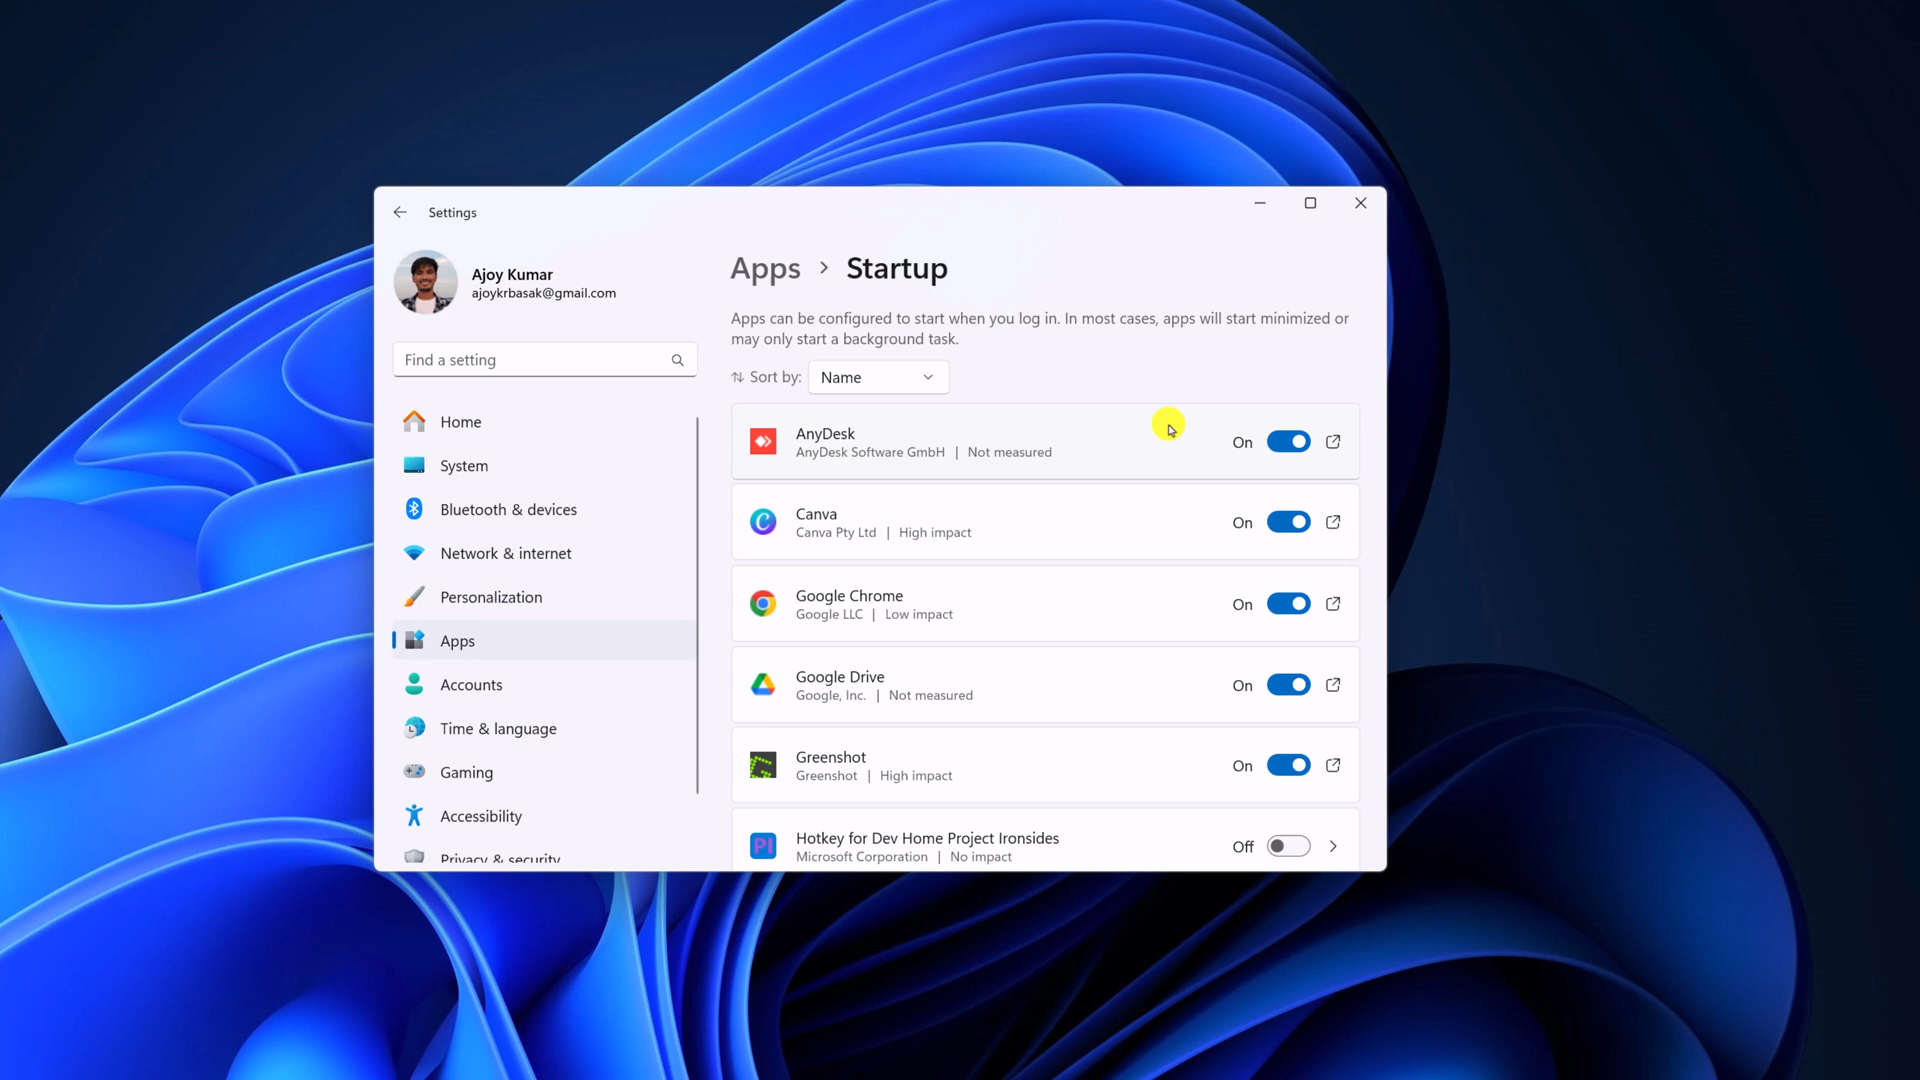 Settings
Ajoy Kumar
ajoykrbasak@gmail.com
Find a setting
Home
System
Bluetooth & devices
Network & internet
Personalization
Apps
Accounts
Time & language
Gaming
Accessibility
Privacy & security
Apps > Startup
Apps can be configured to start when you log in. In most cases, apps will start minimized or
may only start a background task.
Sort by: Name
AnyDesk
AnyDesk Software GmbH | Not measured
On
Canva
Canva Pty Ltd | High impact
On
Google Chrome
Google LLC | Low impact
On
Google Drive
Google, Inc. | Not measured
On
Greenshot
Greenshot | High impact
On
Hotkey for Dev Home Project Ironsides
Microsoft Corporation | No impact
Off
PI